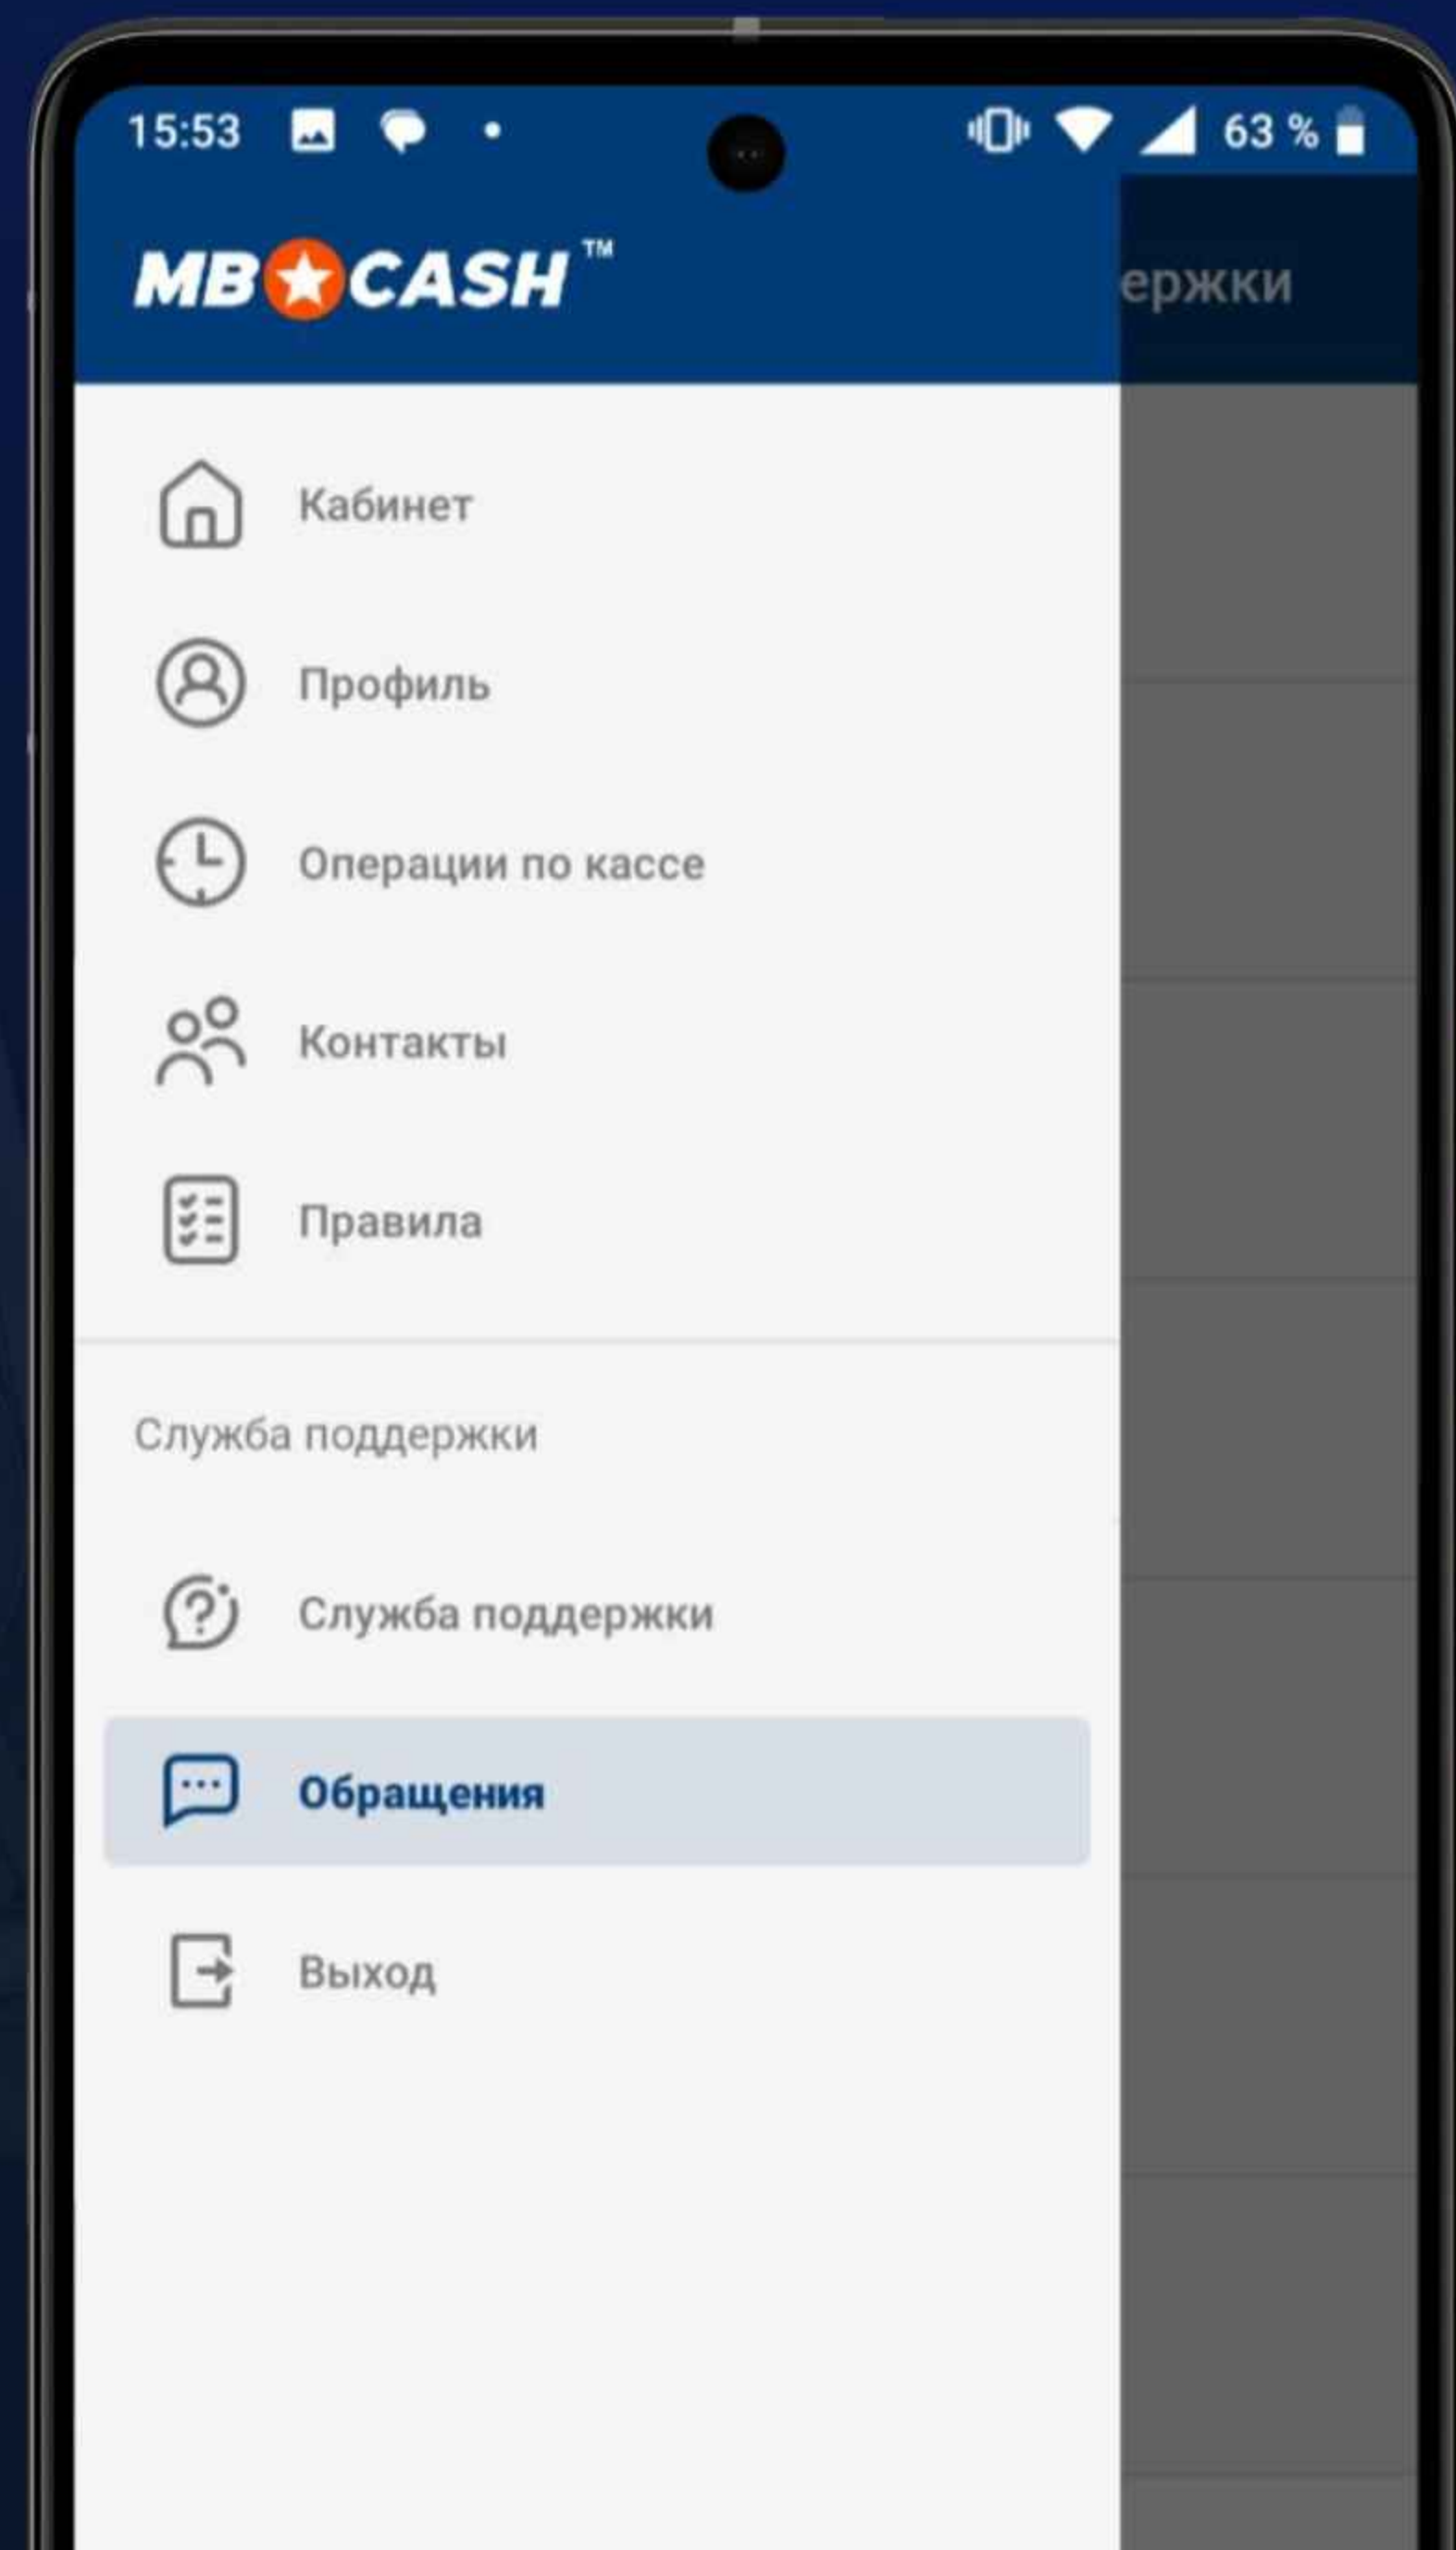 15:53 63 %
MB CASH™
ержки
Кабинет
Профиль
Операции по кассе
Контакты
Правила
Служба поддержки
Служба поддержки
Обращения
Выход